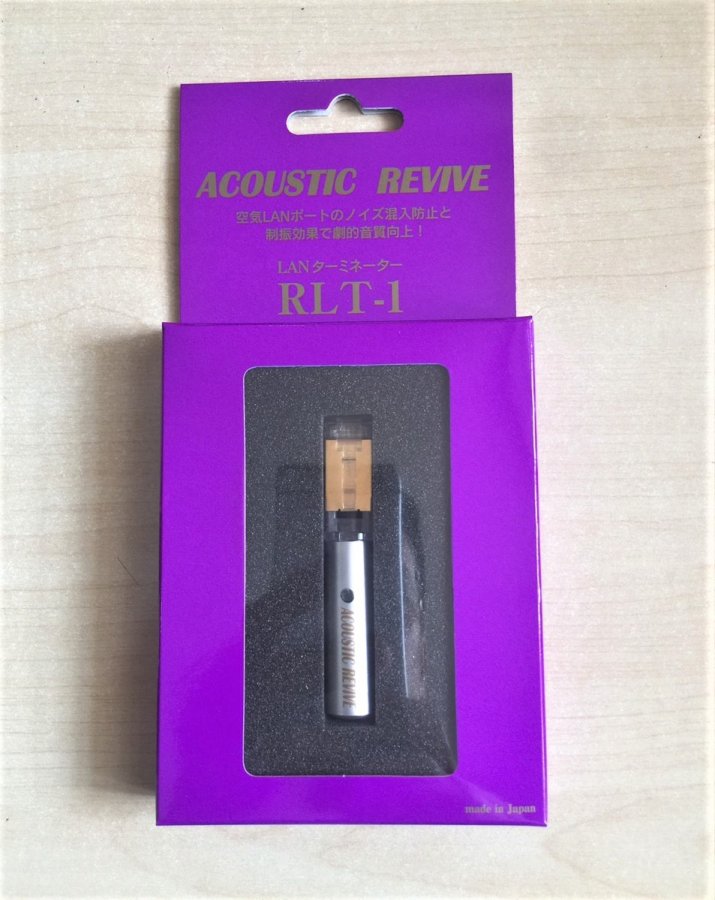 ACOUSTIC REVIVE
空気LANポートのノイズ混入防止と
制振効果で劇的音質向上！
LANターミネーター
RLT-1
ACOUSTIC REVIVE
made in Japan